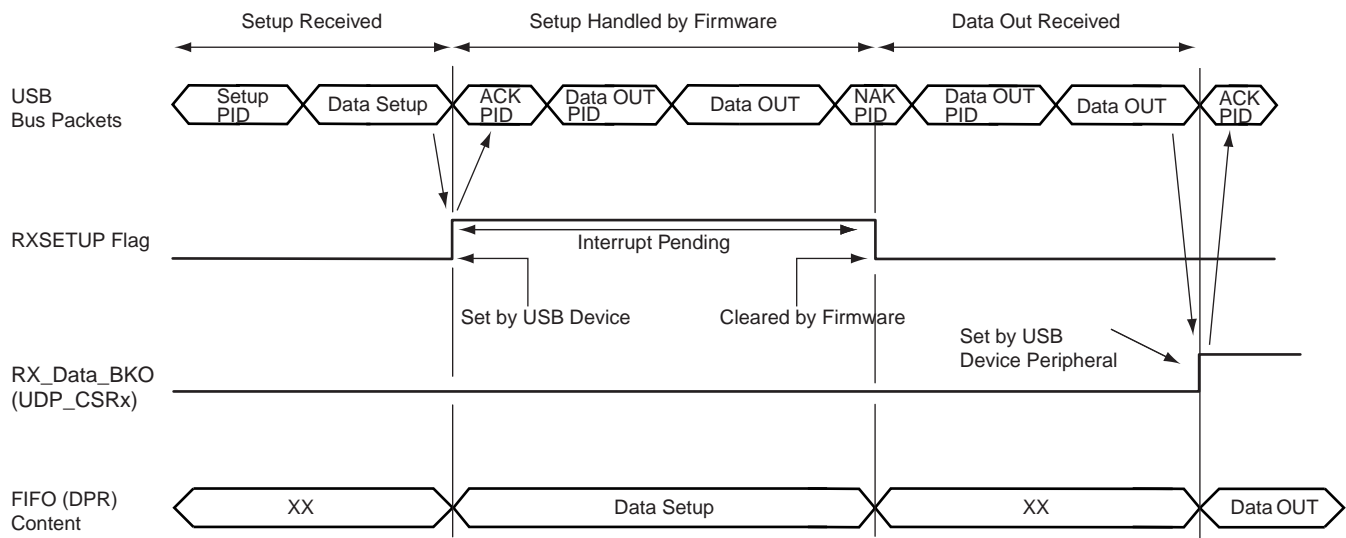 Setup Received
Setup Handled by Firmware
Data Out Received
USB
Bus Packets
Setup
PID
Data Setup
ACK
PID
Data OUT
PID
Data OUT
NAK
PID
Data OUT
PID
Data OUT
ACK
PID
RXSETUP Flag
Interrupt Pending
Set by USB Device
Cleared by Firmware
Set by USB
Device Peripheral
RX_Data_BKO
(UDP_CSRx)
FIFO (DPR)
Content
XX
Data Setup
XX
Data OUT